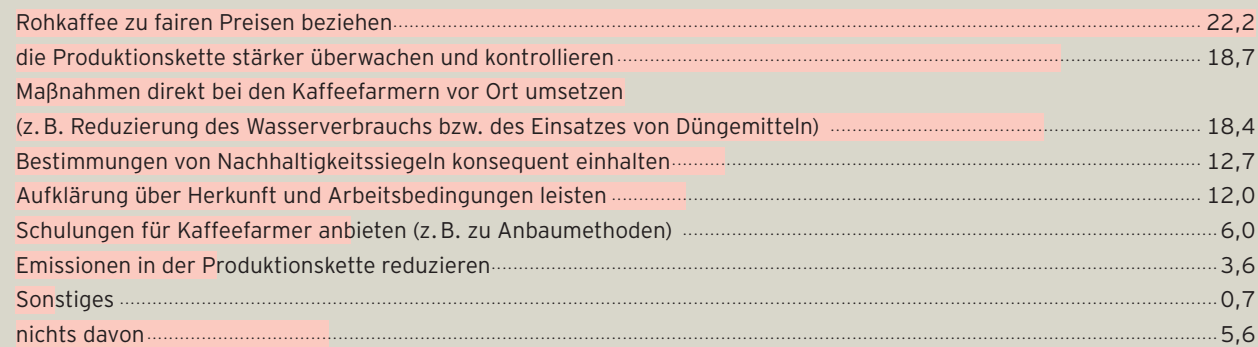 Rohkaffee zu fairen Preisen beziehen 22,2
die Produktionskette stärker überwachen und kontrollieren 18,7
Maßnahmen direkt bei den Kaffeefarmern vor Ort umsetzen
(z. B. Reduzierung des Wasserverbrauchs bzw. des Einsatzes von Düngemitteln) 18,4
Bestimmungen von Nachhaltigkeitssiegeln konsequent einhalten 12,7
Aufklärung über Herkunft und Arbeitsbedingungen leisten 12,0
Schulungen für Kaffeefarmer anbieten (z. B. zu Anbaumethoden) 6,0
Emissionen in der Produktionskette reduzieren 3,6
Sonstiges 0,7
nichts davon 5,6